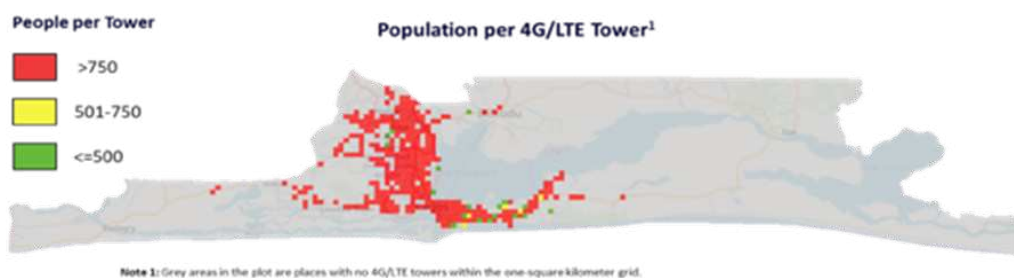 People per Tower
Population per 4G/LTE Tower¹
>750
501-750
<=500
Note 1: Grey areas in the plot are places with no 4G/LTE towers within the one-square kilometer grid.